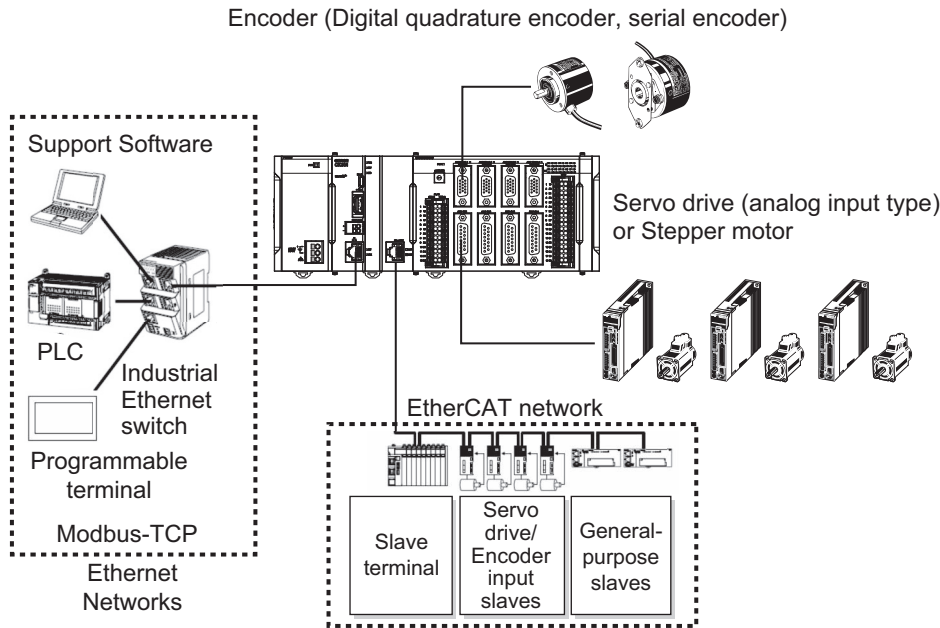 Encoder (Digital quadrature encoder, serial encoder)
Support Software
Servo drive (analog input type)
or Stepper motor
PLC
Industrial
Ethernet
switch
Programmable
terminal
Modbus-TCP
Ethernet
Networks
EtherCAT network
Slave
terminal
Servo
drive/
Encoder
input
slaves
General-
purpose
slaves